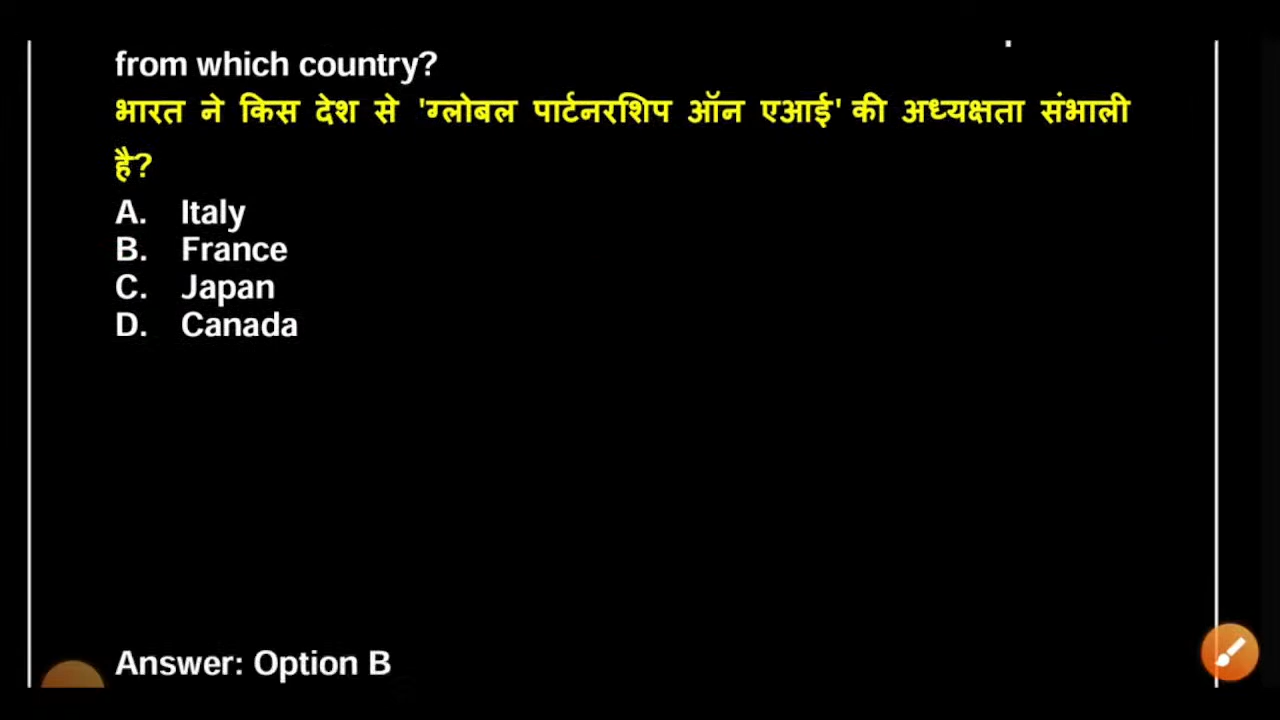 from which country?
भारत ने किस देश से 'ग्लोबल पार्टनरशिप ऑन एआई' की अध्यक्षता संभाली
है?
A. Italy
B. France
C. Japan
D. Canada
Answer: Option B